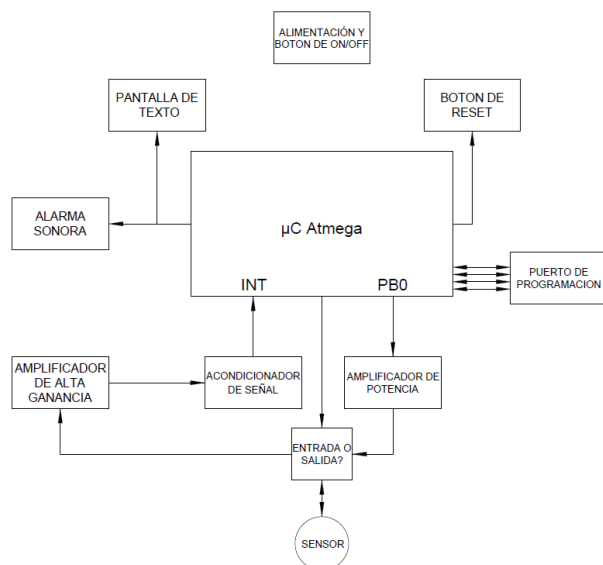 ALIMENTACIÓN Y
BOTON DE ON/OFF
PANTALLA DE
TEXTO
BOTON DE
RESET
ALARMA
SONORA
µC Atmega
INT
PB0
PUERTO DE
PROGRAMACION
AMPLIFICADOR
DE ALTA
GANANCIA
ACONDICIONADOR
DE SEÑAL
AMPLIFICADOR DE
POTENCIA
ENTRADA O
SALIDA?
SENSOR